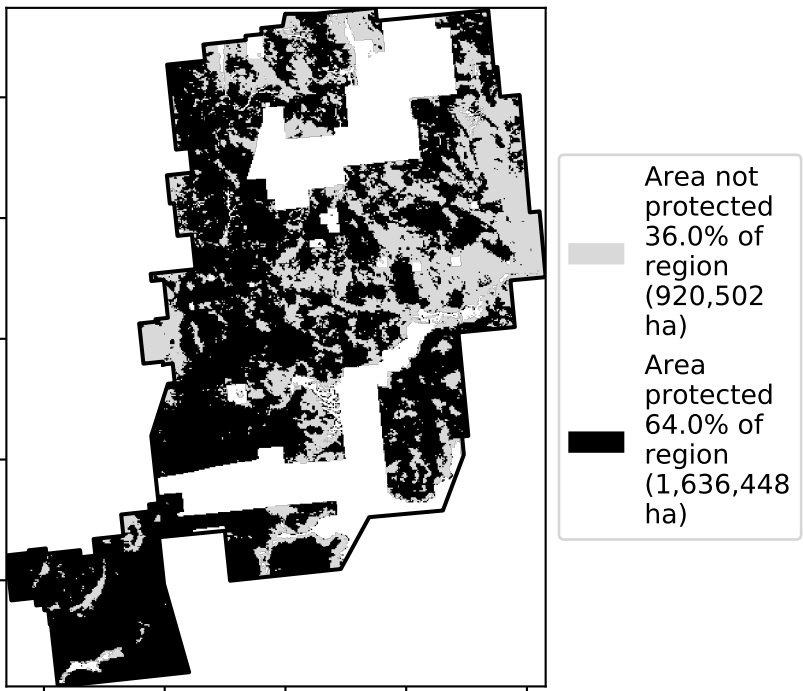 Area not
protected
36.0% of
region
(920,502
ha)
Area
protected
64.0% of
region
(1,636,448
ha)